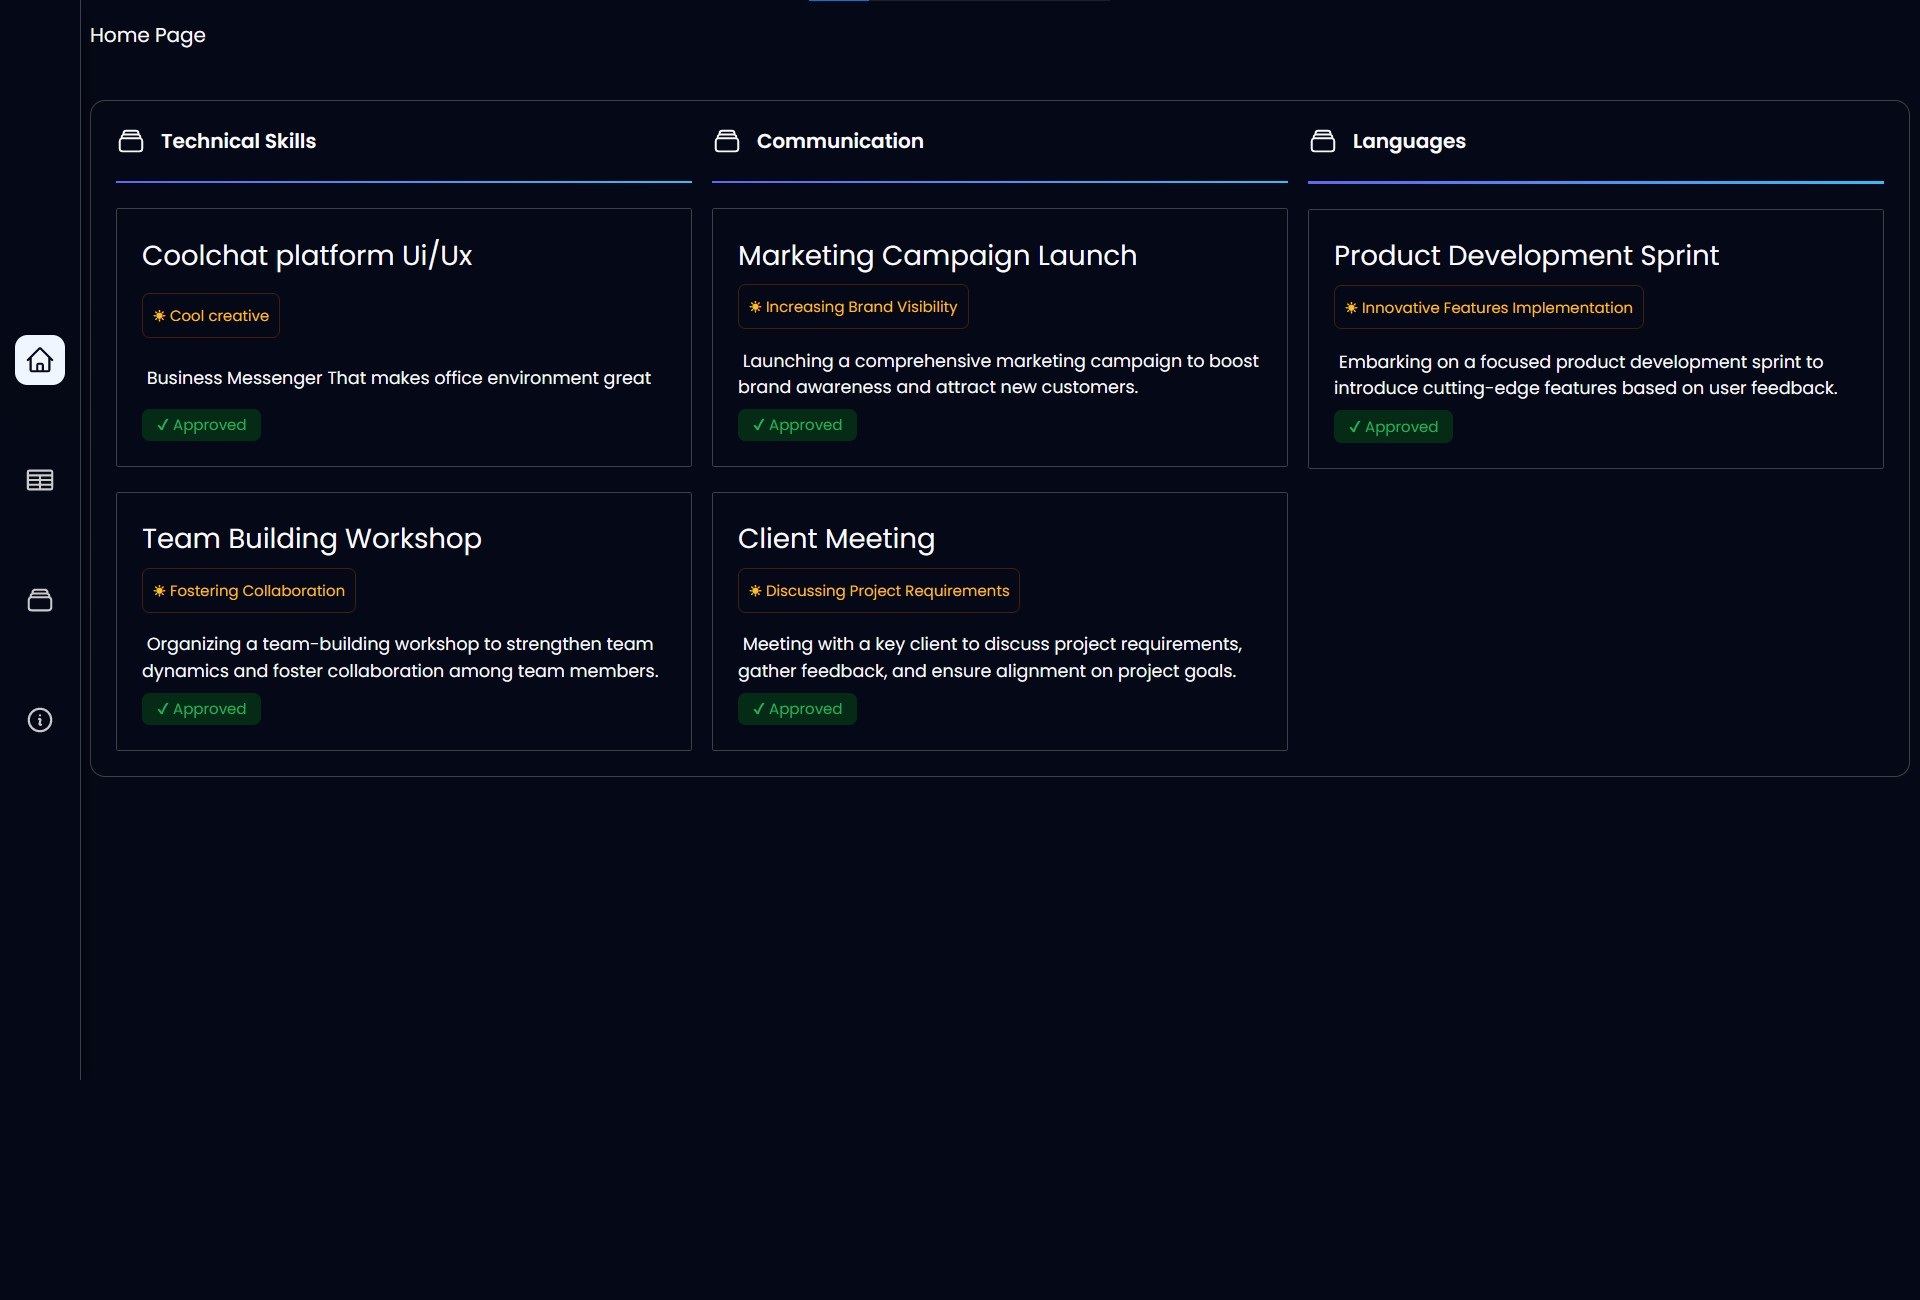 Home Page
Technical Skills
Coolchat platform Ui/Ux
☀ Cool creative
Business Messenger That makes office environment great
✓ Approved
Team Building Workshop
☀ Fostering Collaboration
Organizing a team-building workshop to strengthen team
dynamics and foster collaboration among team members.
✓ Approved
Communication
Marketing Campaign Launch
☀ Increasing Brand Visibility
Launching a comprehensive marketing campaign to boost
brand awareness and attract new customers.
✓ Approved
Client Meeting
☀ Discussing Project Requirements
Meeting with a key client to discuss project requirements,
gather feedback, and ensure alignment on project goals.
✓ Approved
Languages
Product Development Sprint
☀ Innovative Features Implementation
Embarking on a focused product development sprint to
introduce cutting-edge features based on user feedback.
✓ Approved